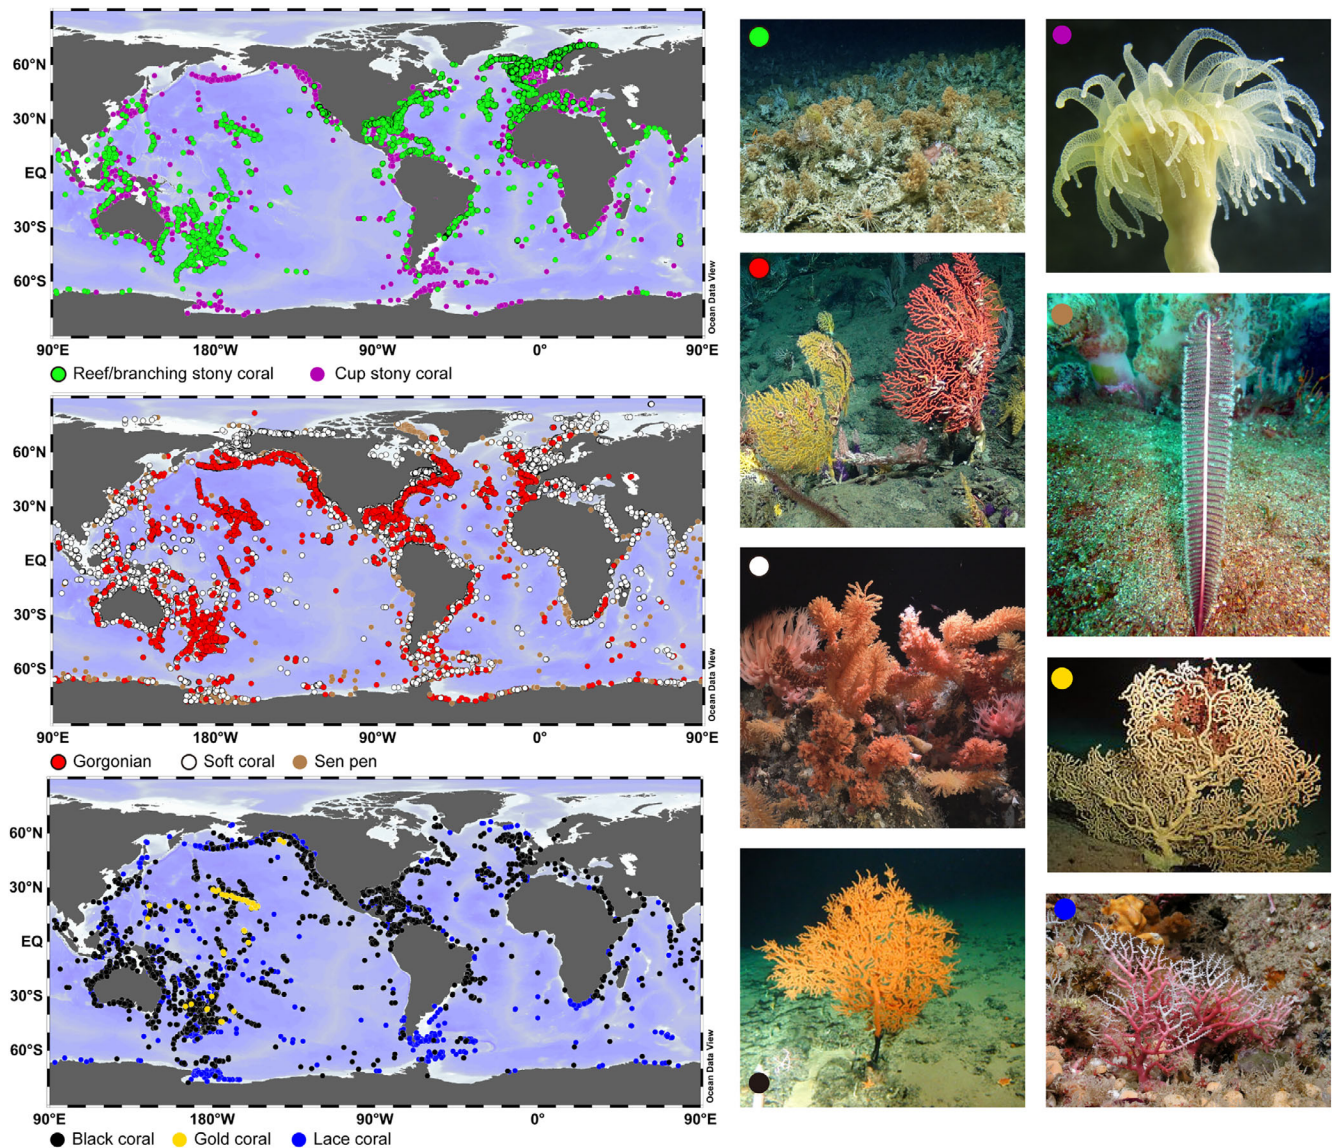 60°N
30°N
EQ
30°S
60°S
Ocean Data View
90°E 180°W 90°W 0° 90°E
Reef/branching stony coral Cup stony coral
60°N
30°N
EQ
30°S
60°S
Ocean Data View
90°E 180°W 90°W 0° 90°E
Gorgonian Soft coral Sen pen
60°N
30°N
EQ
30°S
60°S
Ocean Data View
90°E 180°W 90°W 0° 90°E
Black coral Gold coral Lace coral